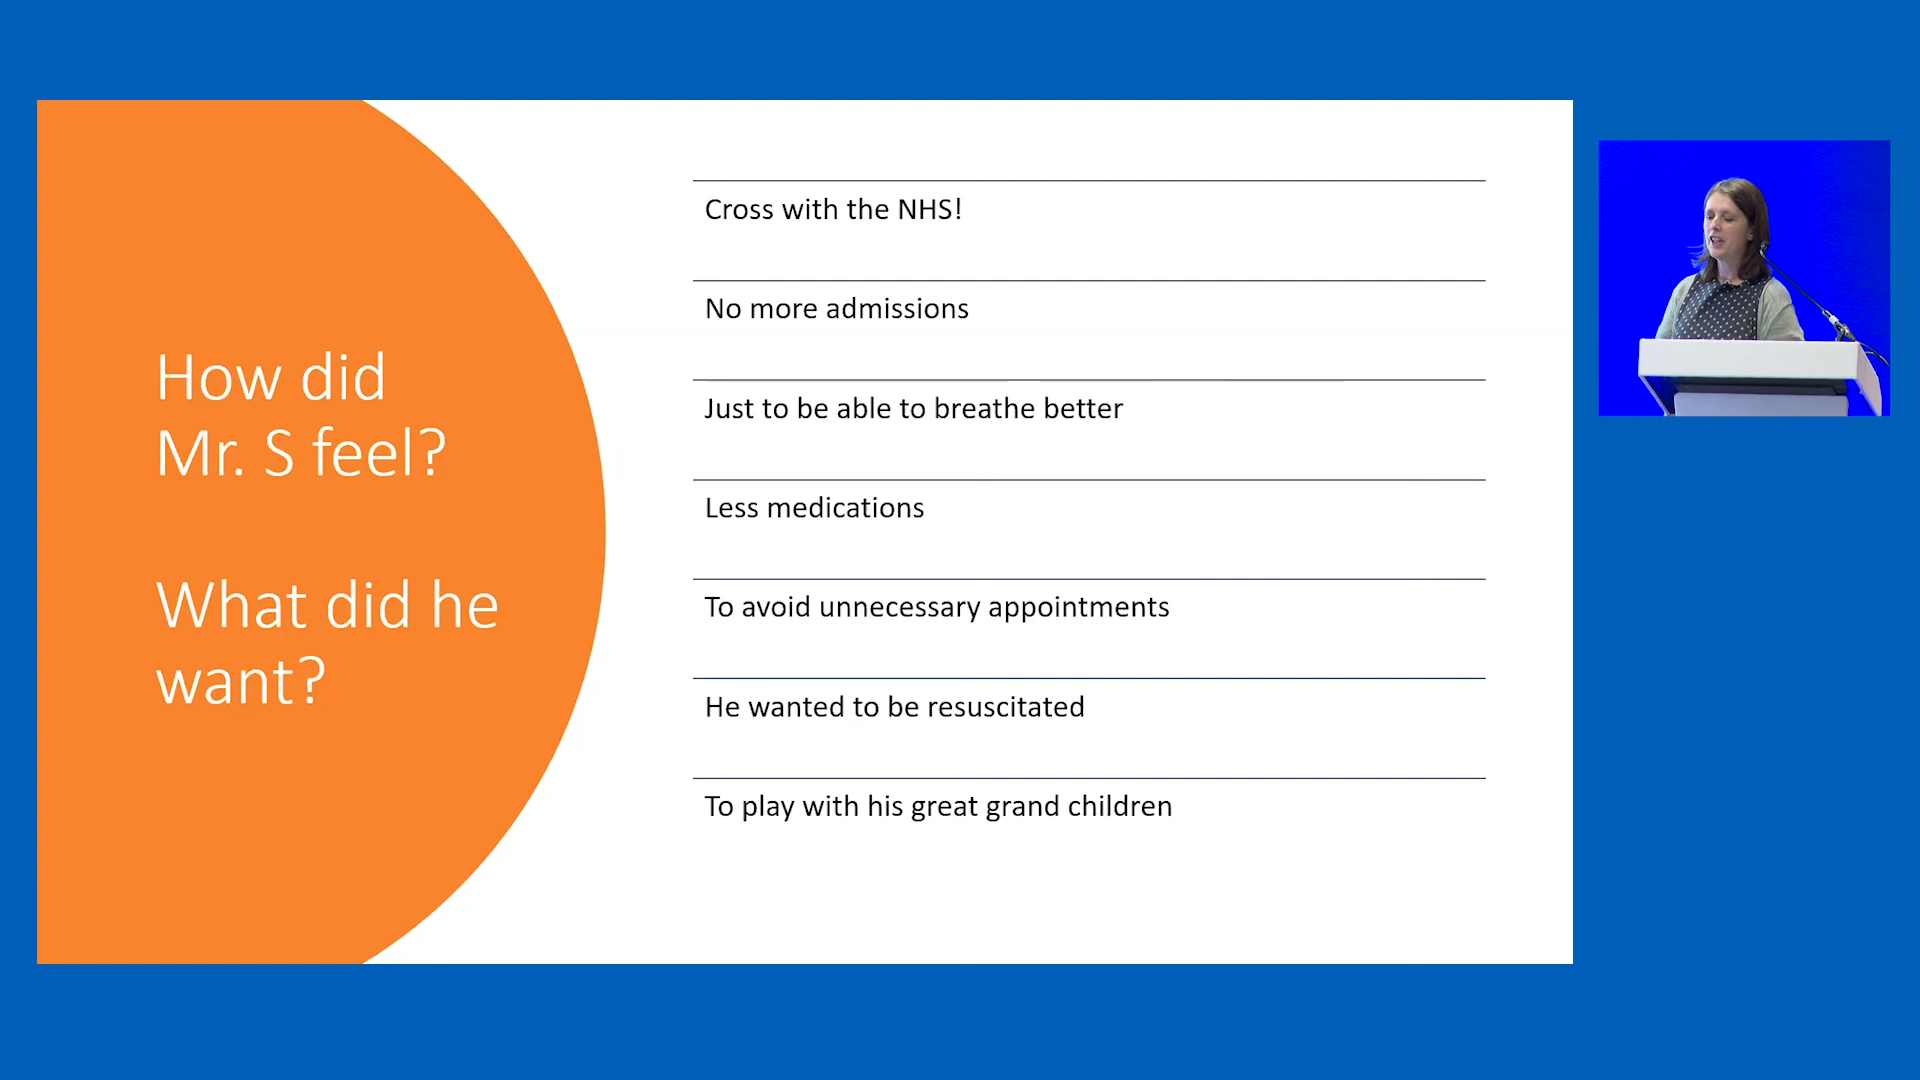 How did
Mr. S feel?
What did he
want?
Cross with the NHS!
No more admissions
Just to be able to breathe better
Less medications
To avoid unnecessary appointments
He wanted to be resuscitated
To play with his great grand children